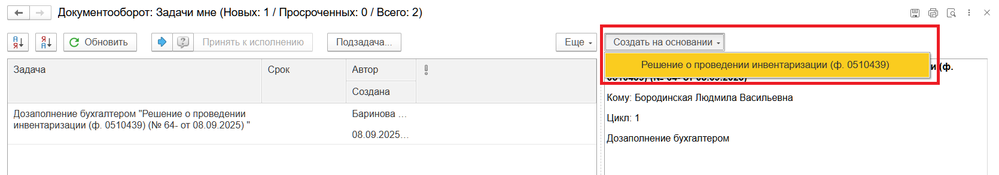 Документооборот: Задачи мне (Новых: 1 / Просроченных: 0 / Всего: 2)
Обновить
Принять к исполнению
Подзадача...
Еще
Создать на основании
Решение о проведении инвентаризации (ф. 0510439)
Задача
Срок
Автор
Создана
и (ф.
0510439) (№ 64- от 08.09.2025)
Кому: Бородинская Людмила Васильевна
Цикл: 1
Дозаполнение бухгалтером
Дозаполнение бухгалтером "Решение о проведении
инвентаризации (ф. 0510439) (№ 64- от 08.09.2025) "
Баринова ...
08.09.2025...